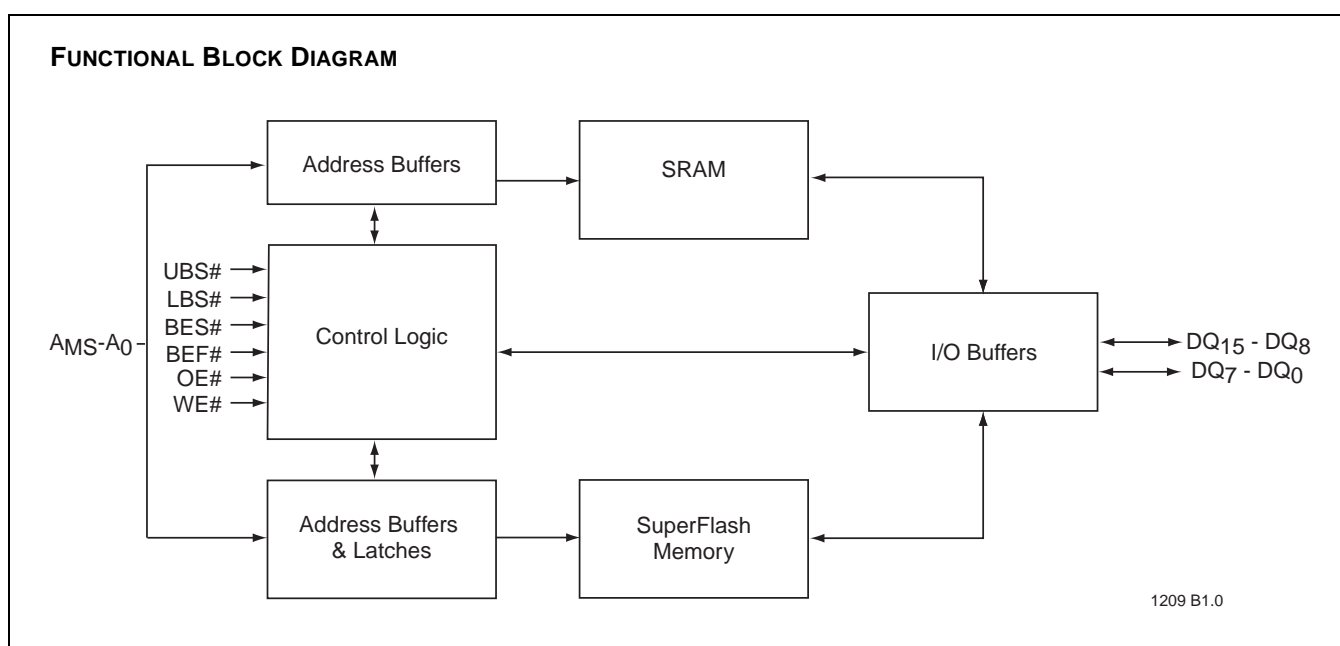 FUNCTIONAL BLOCK DIAGRAM
Address Buffers
SRAM
UBS#
LBS#
BES#
BEF#
OE#
WE#
AMS-A0
Control Logic
I/O Buffers
DQ15 - DQ8
DQ7 - DQ0
Address Buffers
& Latches
SuperFlash
Memory
1209 B1.0